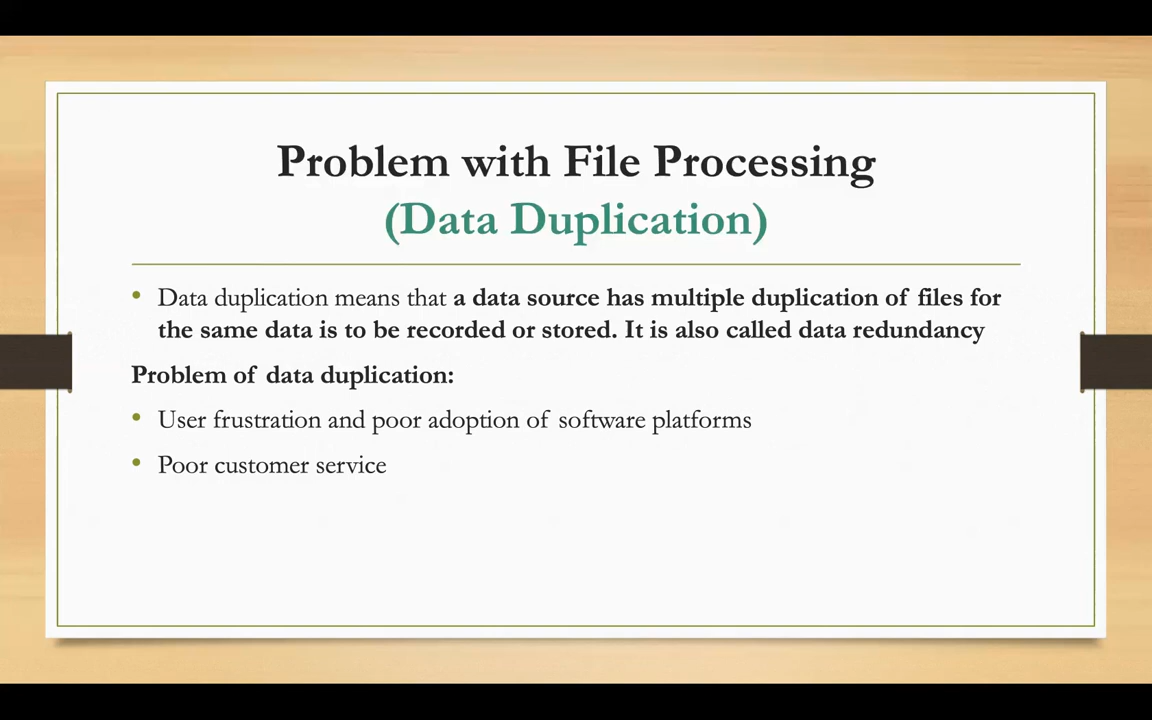 Problem with File Processing
(Data Duplication)
• Data duplication means that a data source has multiple duplication of files for
the same data is to be recorded or stored. It is also called data redundancy
Problem of data duplication:
• User frustration and poor adoption of software platforms
• Poor customer service